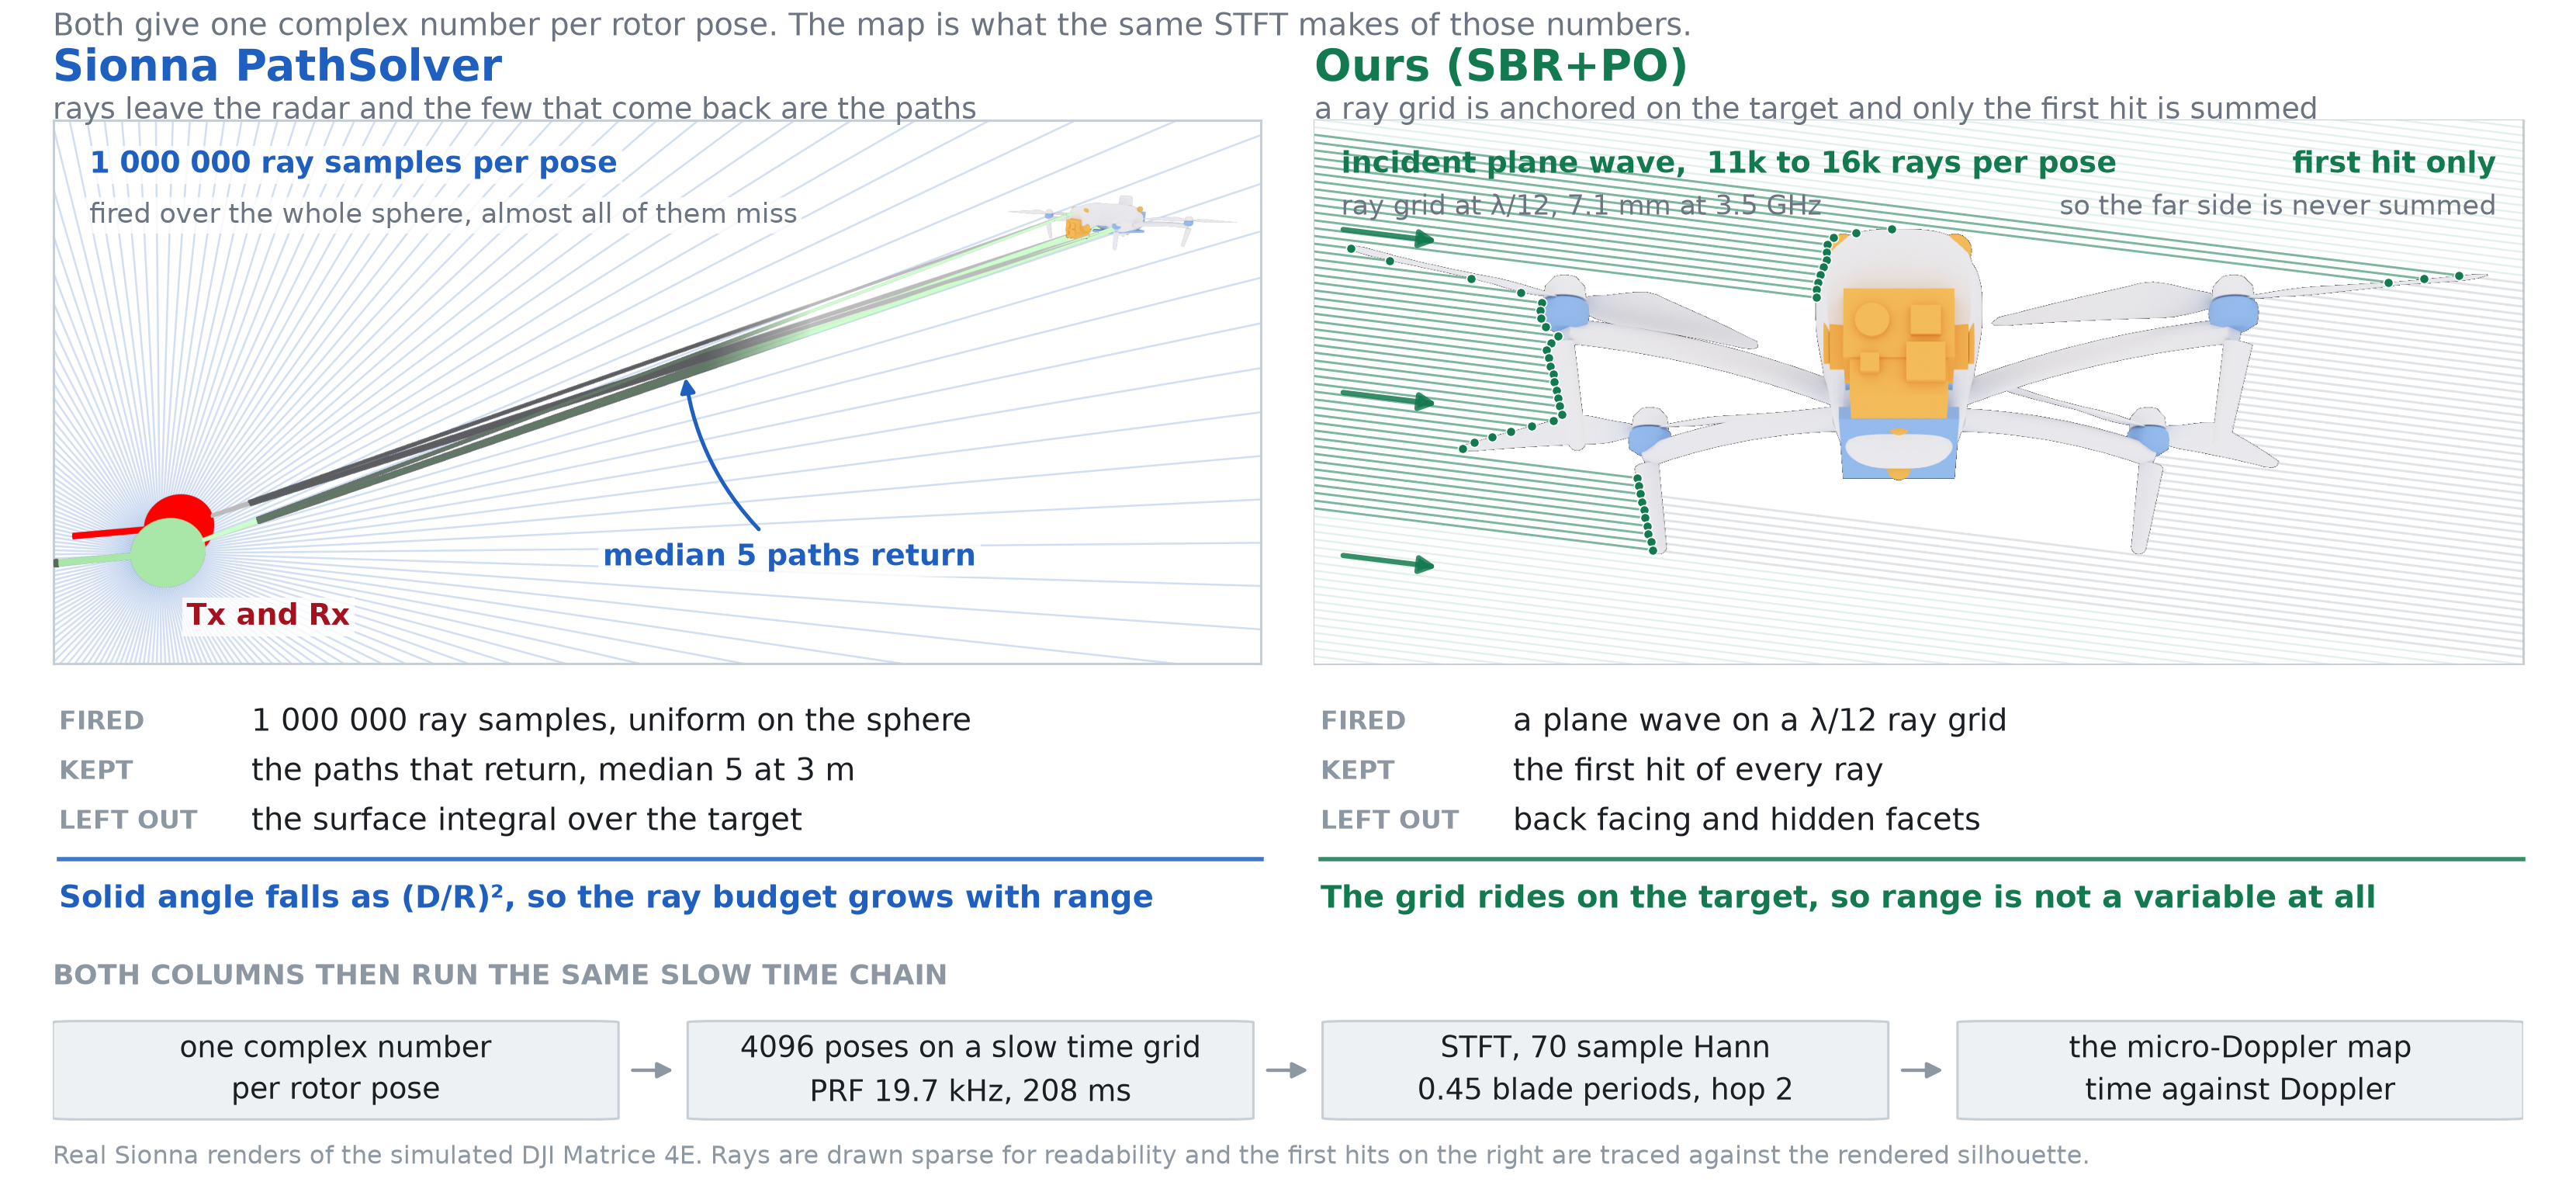 Both give one complex number per rotor pose. The map is what the same STFT makes of those numbers.
Sionna PathSolver
rays leave the radar and the few that come back are the paths
1 000 000 ray samples per pose
fired over the whole sphere, almost all of them miss
median 5 paths return
Tx and Rx
FIRED 1 000 000 ray samples, uniform on the sphere
KEPT the paths that return, median 5 at 3 m
LEFT OUT the surface integral over the target
Solid angle falls as (D/R)², so the ray budget grows with range
Ours (SBR+PO)
a ray grid is anchored on the target and only the first hit is summed
incident plane wave, 11k to 16k rays per pose
ray grid at λ/12, 7.1 mm at 3.5 GHz
first hit only
so the far side is never summed
FIRED a plane wave on a λ/12 ray grid
KEPT the first hit of every ray
LEFT OUT back facing and hidden facets
The grid rides on the target, so range is not a variable at all
BOTH COLUMNS THEN RUN THE SAME SLOW TIME CHAIN
one complex number
per rotor pose
4096 poses on a slow time grid
PRF 19.7 kHz, 208 ms
STFT, 70 sample Hann
0.45 blade periods, hop 2
the micro-Doppler map
time against Doppler
Real Sionna renders of the simulated DJI Matrice 4E. Rays are drawn sparse for readability and the first hits on the right are traced against the rendered silhouette.